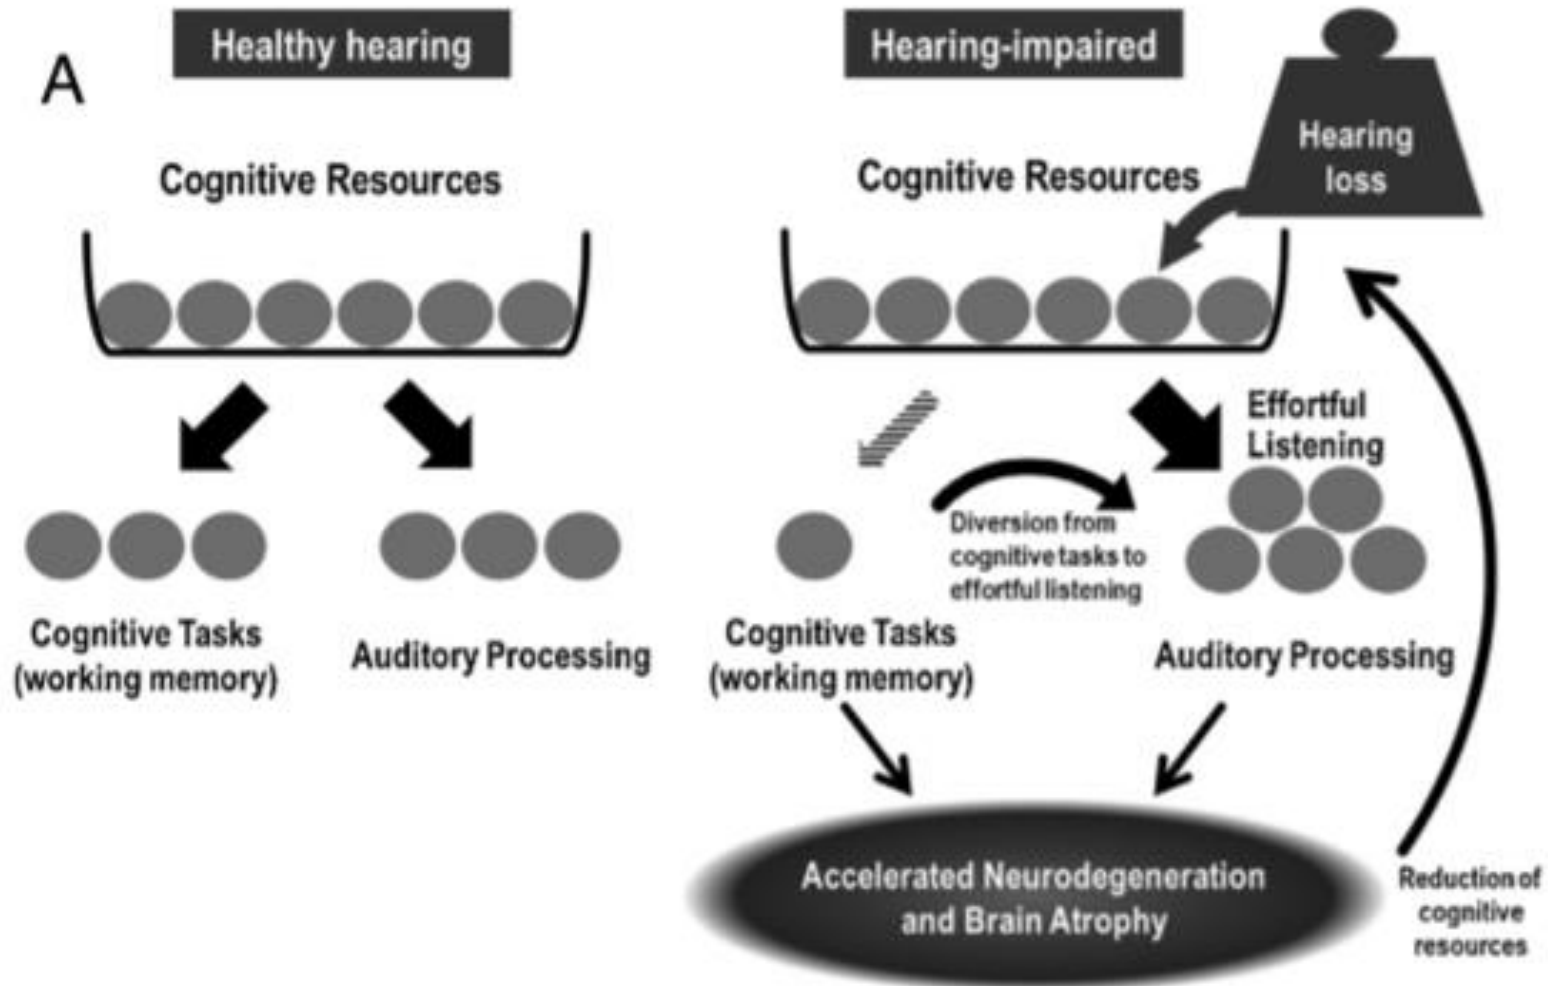 A
Healthy hearing
Cognitive Resources
Cognitive Tasks
(working memory)
Auditory Processing
Hearing-impaired
Hearing
loss
Cognitive Resources
Effortful
Listening
Diversion from
cognitive tasks to
effortful listening
Cognitive Tasks
(working memory)
Auditory Processing
Accelerated Neurodegeneration
and Brain Atrophy
Reduction of
cognitive
resources